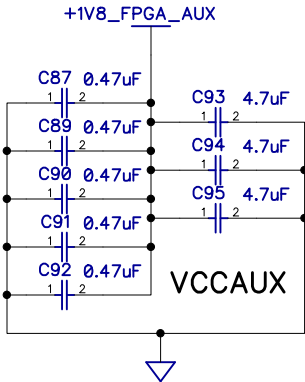 +1V8_FPGA_AUX
C87 0.47uF
1 2
C93 4.7uF
1 2
C89 0.47uF
1 2
C94 4.7uF
1 2
C90 0.47uF
1 2
C95 4.7uF
1 2
C91 0.47uF
1 2
C92 0.47uF
1 2
VCCAUX